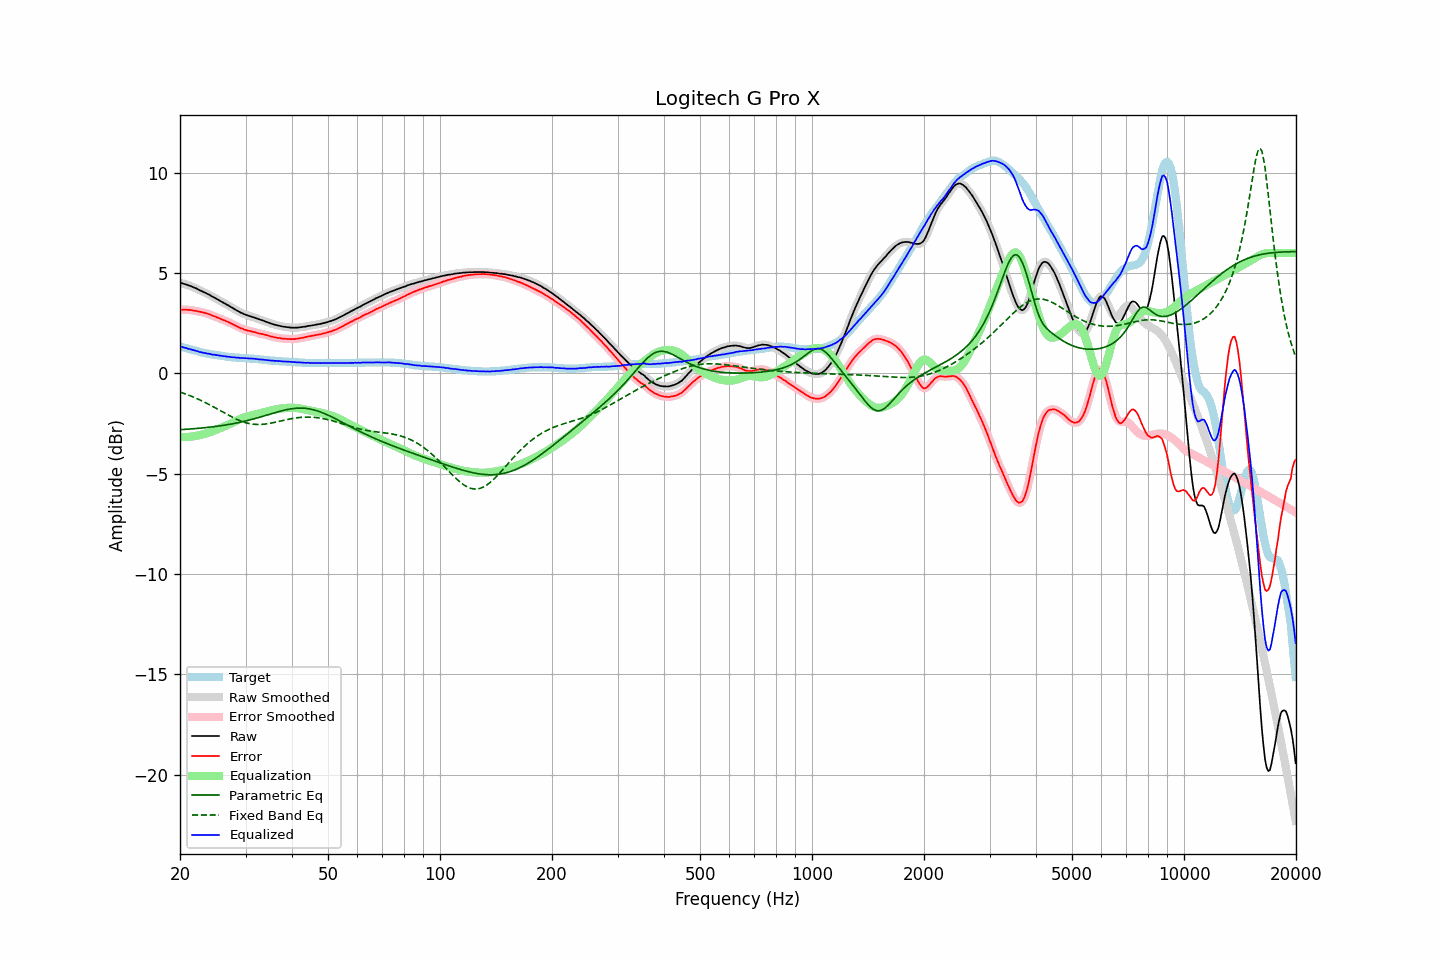 Logitech G Pro X
10
5
0
−5
−10
−15
−20
Amplitude (dBr)
Target
Raw Smoothed
Error Smoothed
Raw
Error
Equalization
Parametric Eq
Fixed Band Eq
Equalized
20 50 100 200 500 1000 2000 5000 10000 20000
Frequency (Hz)